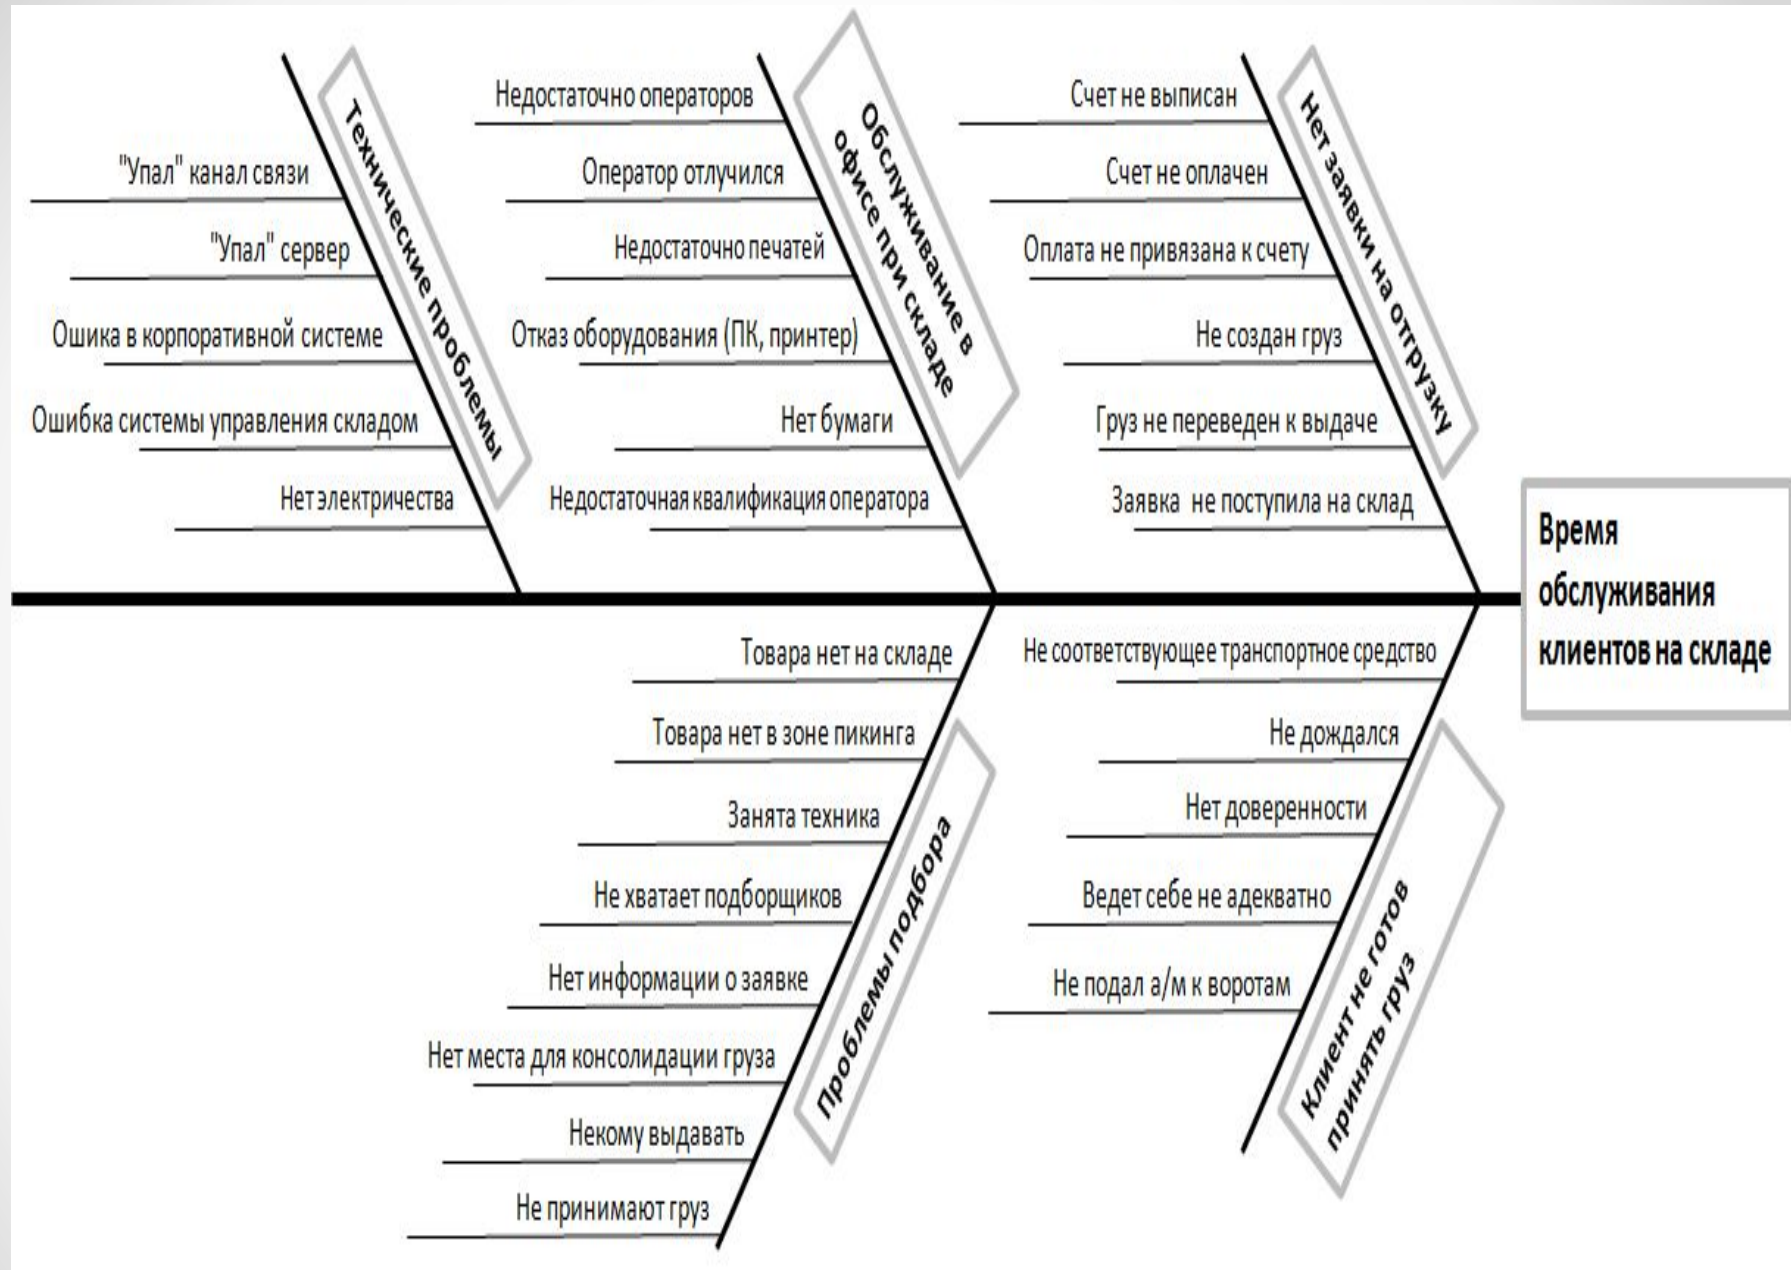 Технические проблемы
"Упал" канал связи
"Упал" сервер
Ошика в корпоративной системе
Ошибка системы управления складом
Нет электричества
Обслуживание в
офисе при складе
Недостаточно операторов
Оператор отлучился
Недостаточно печатей
Отказ оборудования (ПК, принтер)
Нет бумаги
Недостаточная квалификация оператора
Нет заявки на отгрузку
Счет не выписан
Счет не оплачен
Оплата не привязана к счету
Не создан груз
Груз не переведен к выдаче
Заявка не поступила на склад
Время
обслуживания
клиентов на складе
Товара нет на складе
Товара нет в зоне пикинга
Занята техника
Не хватает подборщиков
Нет информации о заявке
Нет места для консолидации груза
Некому выдавать
Не принимают груз
Проблемы подбора
Не соответствующее транспортное средство
Не дождался
Нет доверенности
Ведет себе не адекватно
Не подал а/м к воротам
Клиент не готов
принять груз